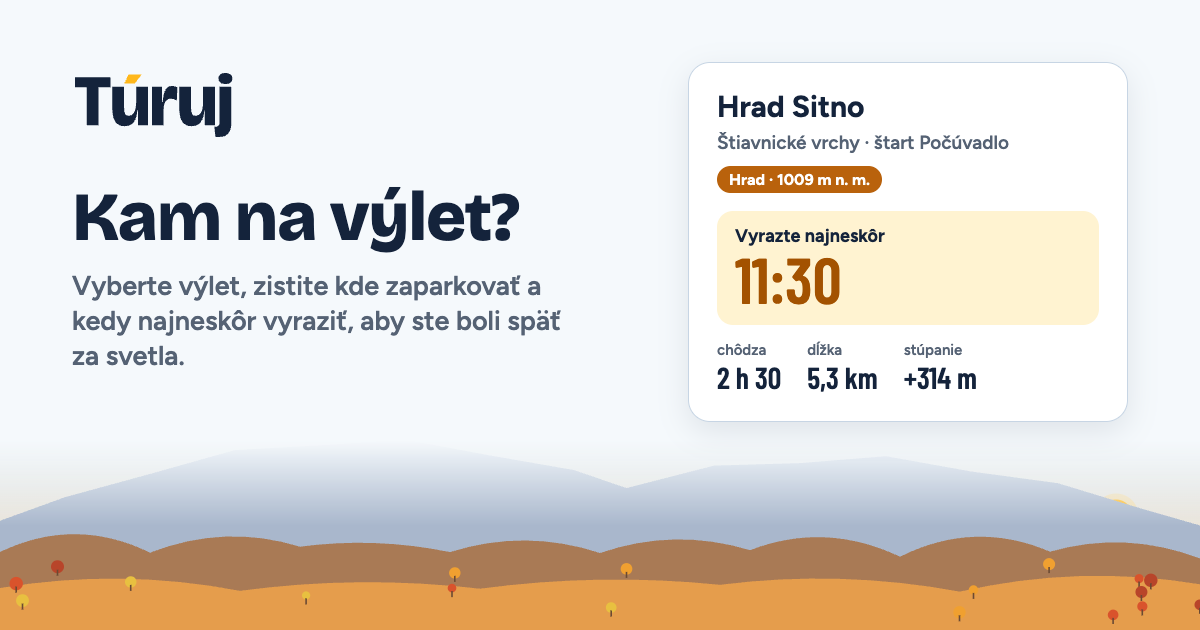 Túruj
Kam na výlet?
Vyberte výlet, zistite kde zaparkovať a
kedy najneskôr vyraziť, aby ste boli späť
za svetla.
Hrad Sitno
Štiavnické vrchy · štart Počúvadlo
Hrad · 1009 m n. m.
Vyrazte najneskôr
11:30
chôdza dĺžka stúpanie
2 h 30 5,3 km +314 m